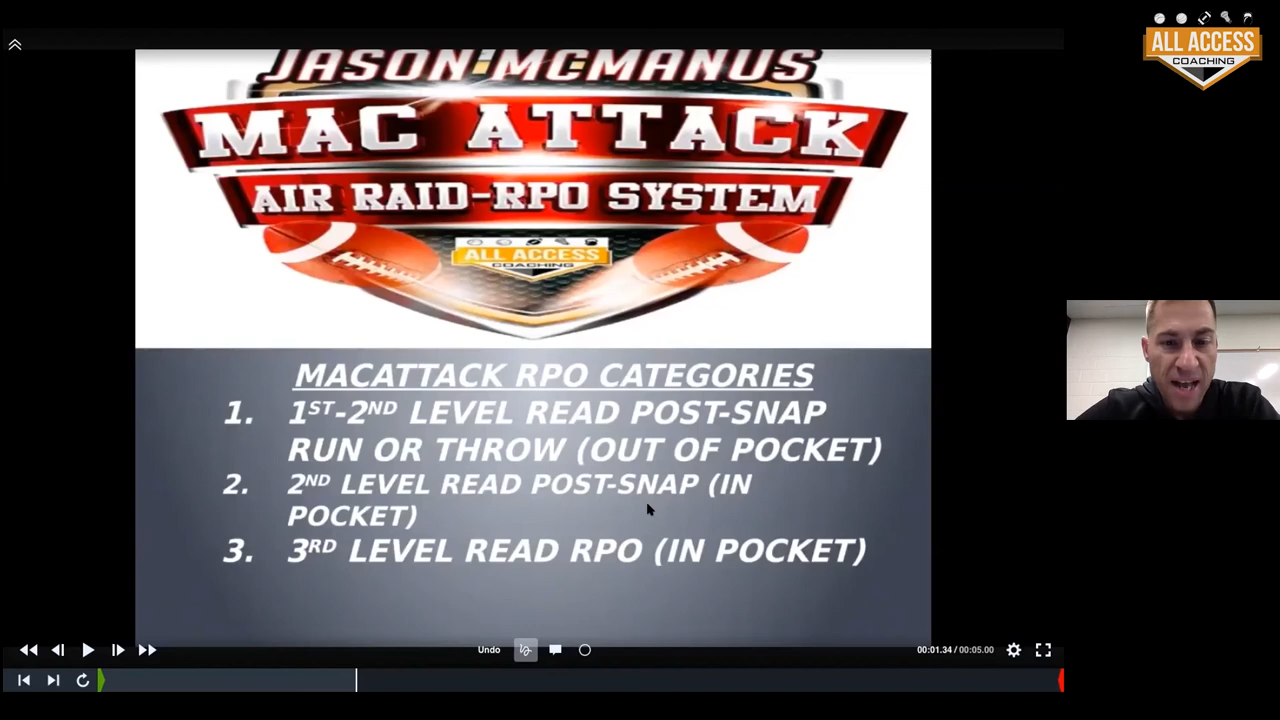 ALL ACCESS
COACHING
JASON MCMANUS
MAC ATTACK
AIR RAID-RPO SYSTEM
ALL ACCESS
COACHING
MACATTACK RPO CATEGORIES
1. 1ST-2ND LEVEL READ POST-SNAP
RUN OR THROW (OUT OF POCKET)
2. 2ND LEVEL READ POST-SNAP (IN
POCKET)
3. 3RD LEVEL READ RPO (IN POCKET)
Undo
00:01.34 / 00:05.00